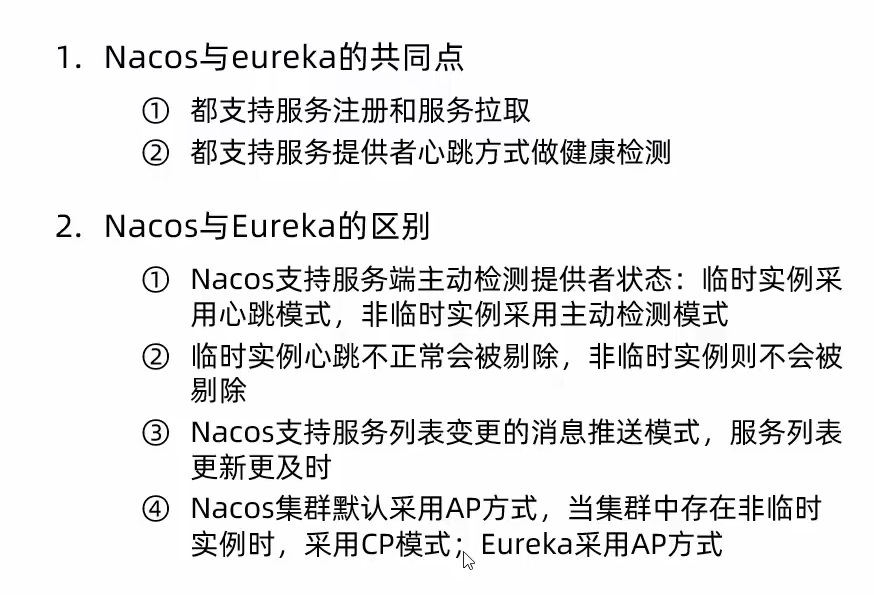 1. Nacos与eureka的共同点
① 都支持服务注册和服务拉取
② 都支持服务提供者心跳方式做健康检测
2. Nacos与Eureka的区别
① Nacos支持服务端主动检测提供者状态：临时实例采
用心跳模式，非临时实例采用主动检测模式
② 临时实例心跳不正常会被剔除，非临时实例则不会被
剔除
③ Nacos支持服务列表变更的消息推送模式，服务列表
更新更及时
④ Nacos集群默认采用AP方式，当集群中存在非临时
实例时，采用CP模式；Eureka采用AP方式